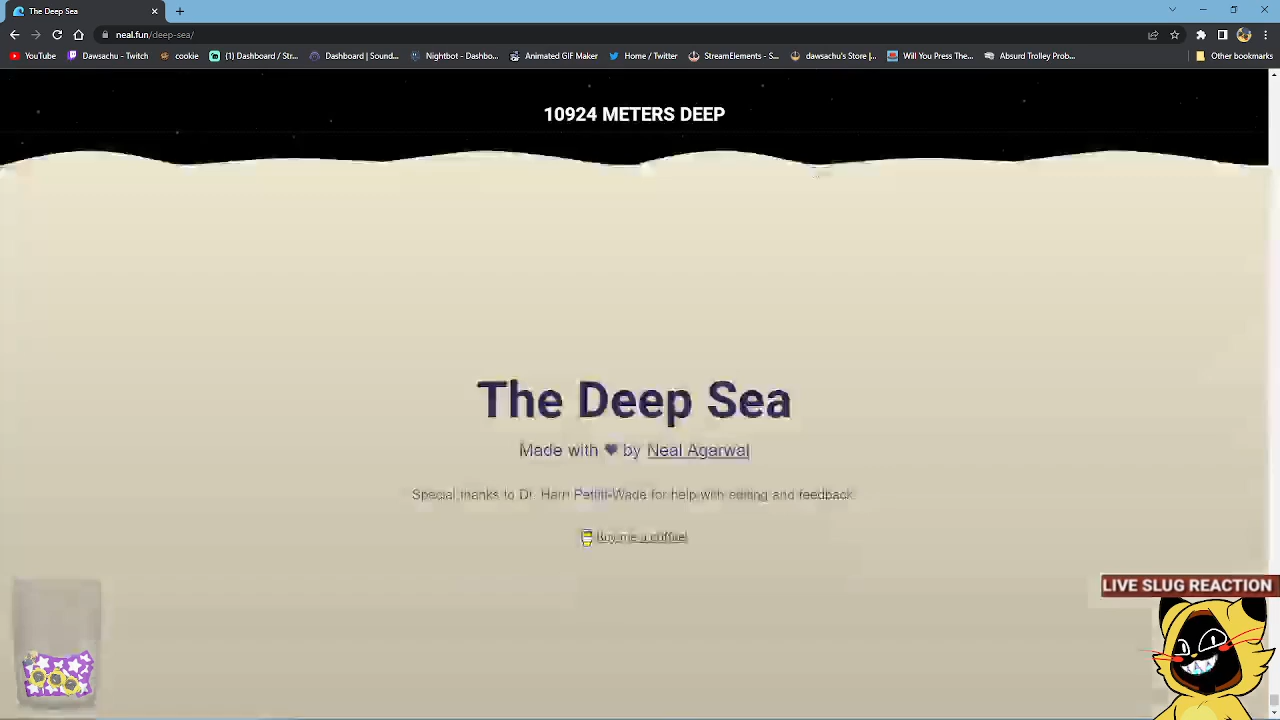 The Deep Sea
neal.fun/deep-sea/
YouTube
Dawsachu - Twitch
cookie
(1) Dashboard / Str...
Dashboard | Sound...
Nightbot - Dashbo...
Animated GIF Maker
Home / Twitter
StreamElements - S...
dawsachu's Store |...
Will You Press The...
Absurd Trolley Prob...
Other bookmarks
10924 METERS DEEP
The Deep Sea
Made with ♥ by Neal Agarwal
Special thanks to Dr. Harri Pettitt-Wade for help with editing and feedback
Buy me a coffee!
LIVE SLUG REACTION